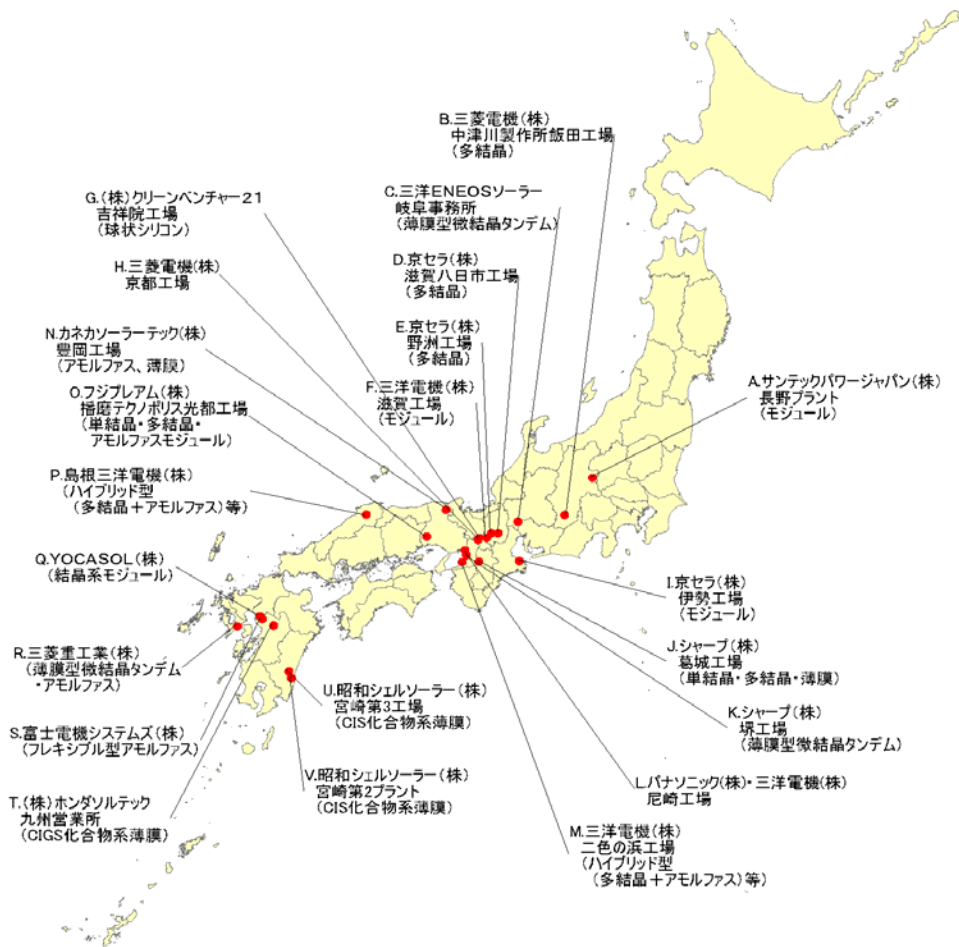 B.三菱電機(株)
中津川製作所飯田工場
(多結晶)
G.(株)クリーンベンチャー21
吉祥院工場
(球状シリコン)
C.三洋ENEOSソーラー
岐阜事務所
(薄膜型微結晶タンデム)
H.三菱電機(株)
京都工場
D.京セラ(株)
滋賀八日市工場
(多結晶)
N.カネカソーラーテック(株)
豊岡工場
(アモルファス、薄膜)
E.京セラ(株)
野洲工場
(多結晶)
O.フジプレアム(株)
播磨テクノポリス光都工場
(単結晶・多結晶・
アモルファスモジュール)
F.三洋電機(株)
滋賀工場
(モジュール)
A.サンテックパワージャパン(株)
長野プラント
(モジュール)
P.島根三洋電機(株)
(ハイブリッド型
(多結晶+アモルファス)等)
Q.YOCASOL(株)
(結晶系モジュール)
I.京セラ(株)
伊勢工場
(モジュール)
R.三菱重工業(株)
(薄膜型微結晶タンデム
・アモルファス)
J.シャープ(株)
葛城工場
(単結晶・多結晶・薄膜)
U.昭和シェルソーラー(株)
宮崎第3工場
(CIS化合物系薄膜)
K.シャープ(株)
堺工場
(薄膜型微結晶タンデム)
S.富士電機システムズ(株)
(フレキシブル型アモルファス)
V.昭和シェルソーラー(株)
宮崎第2プラント
(CIS化合物系薄膜)
L.パナソニック(株)・三洋電機(株)
尼崎工場
T.(株)ホンダソルテック
九州営業所
(CIGS化合物系薄膜)
M.三洋電機(株)
二色の浜工場
(ハイブリッド型
(多結晶+アモルファス)等)